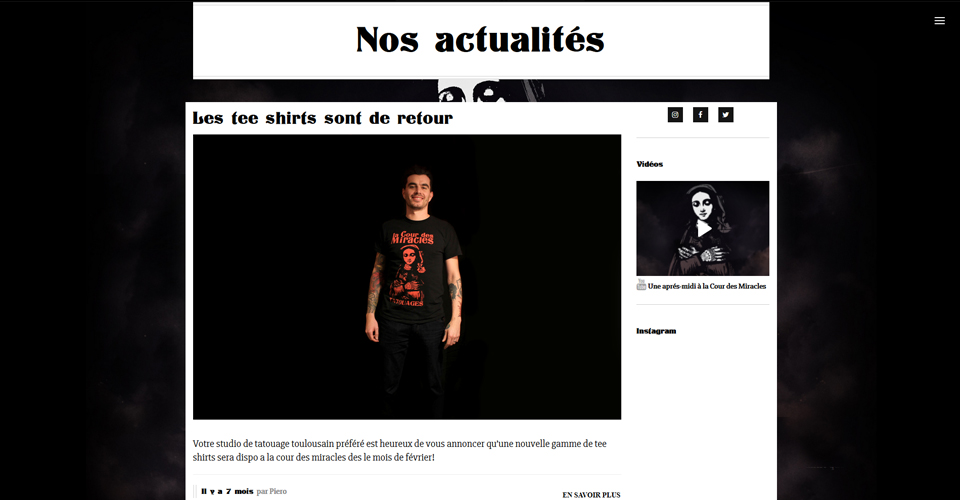 Nos actualités
Les tee shirts sont de retour
la Cour des
Miracles
Vidéos
Une aprés-midi à la Cour des Miracles
Instagram
Votre studio de tatouage toulousain préféré est heureux de vous annoncer qu'une nouvelle gamme de tee
shirts sera dispo a la cour des miracles des le mois de février!
Il y a 7 mois par Piero
EN SAVOIR PLUS